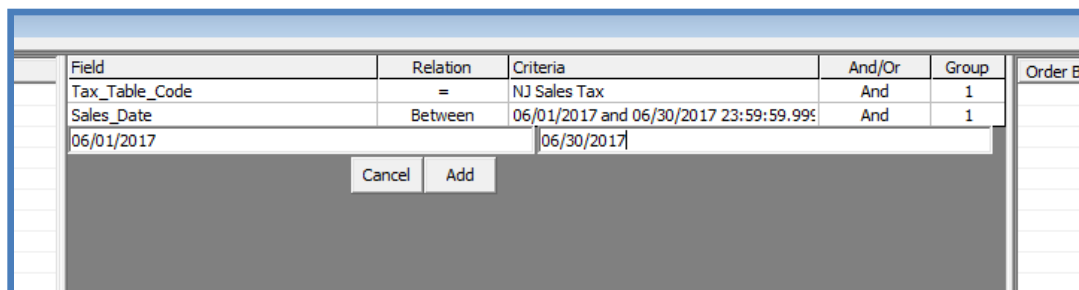 Field Relation Criteria And/Or Group Order B
Tax_Table_Code = NJ Sales Tax And 1
Sales_Date Between 06/01/2017 and 06/30/2017 23:59:59.999 And 1
06/01/2017 06/30/2017
Cancel Add